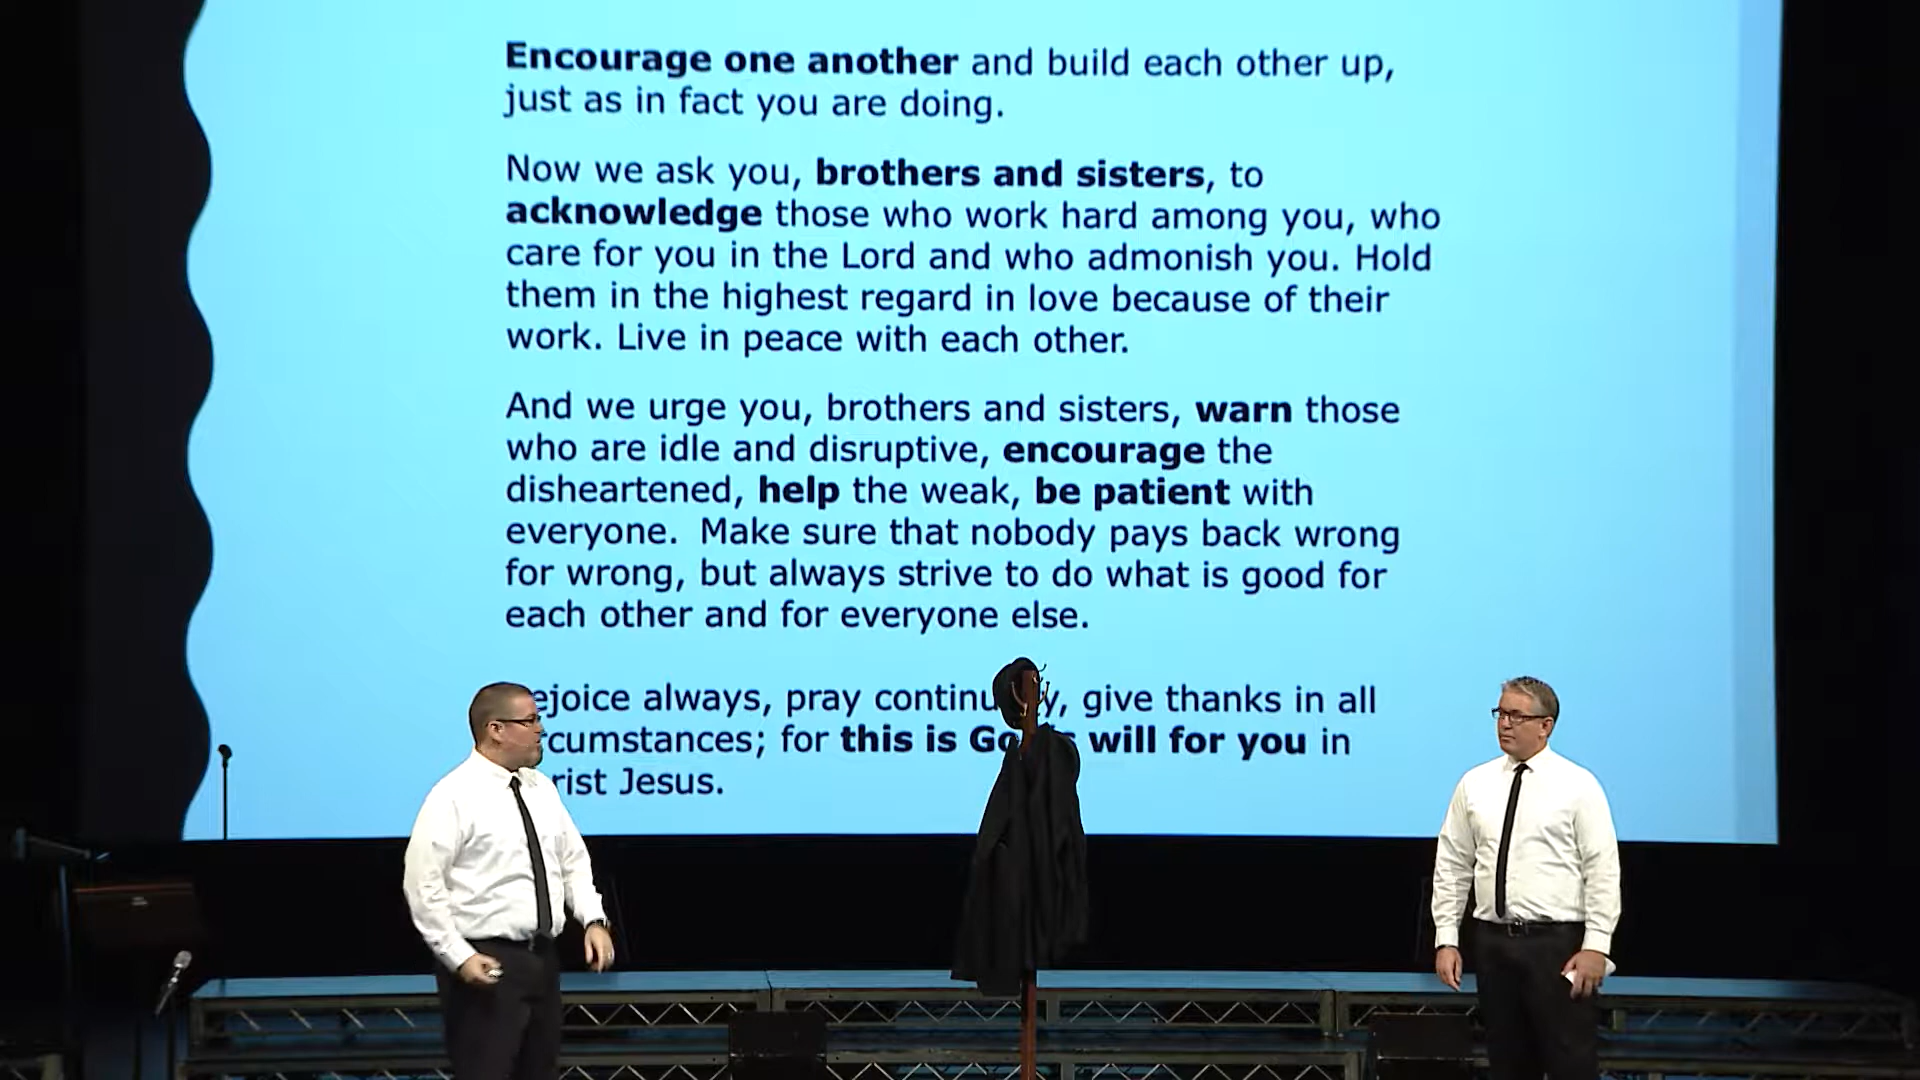 Encourage one another and build each other up,
just as in fact you are doing.
Now we ask you, brothers and sisters, to
acknowledge those who work hard among you, who
care for you in the Lord and who admonish you. Hold
them in the highest regard in love because of their
work. Live in peace with each other.
And we urge you, brothers and sisters, warn those
who are idle and disruptive, encourage the
disheartened, help the weak, be patient with
everyone. Make sure that nobody pays back wrong
for wrong, but always strive to do what is good for
each other and for everyone else.
always, pray give thanks in all
for this is will for you in
Jesus.